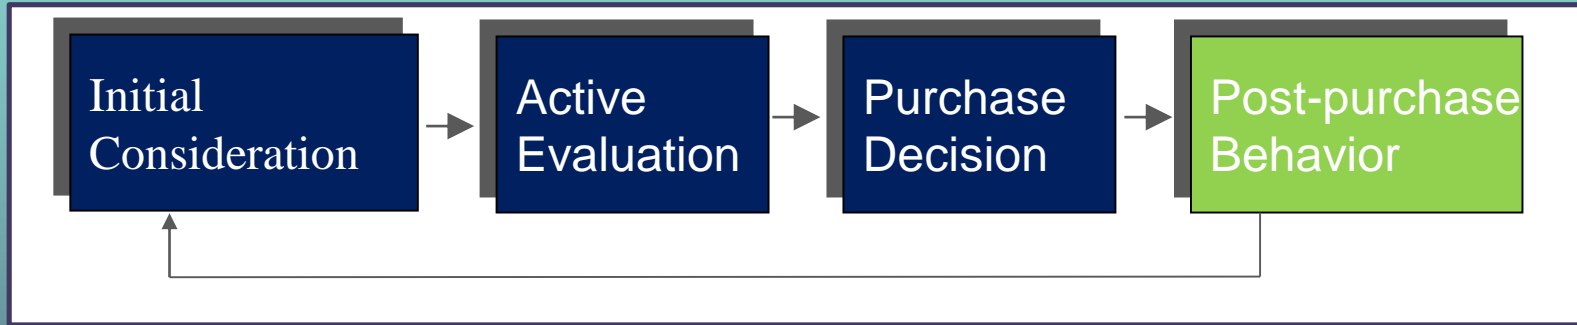 Initial
Consideration
Active
Evaluation
Purchase
Decision
Post-purchase
Behavior